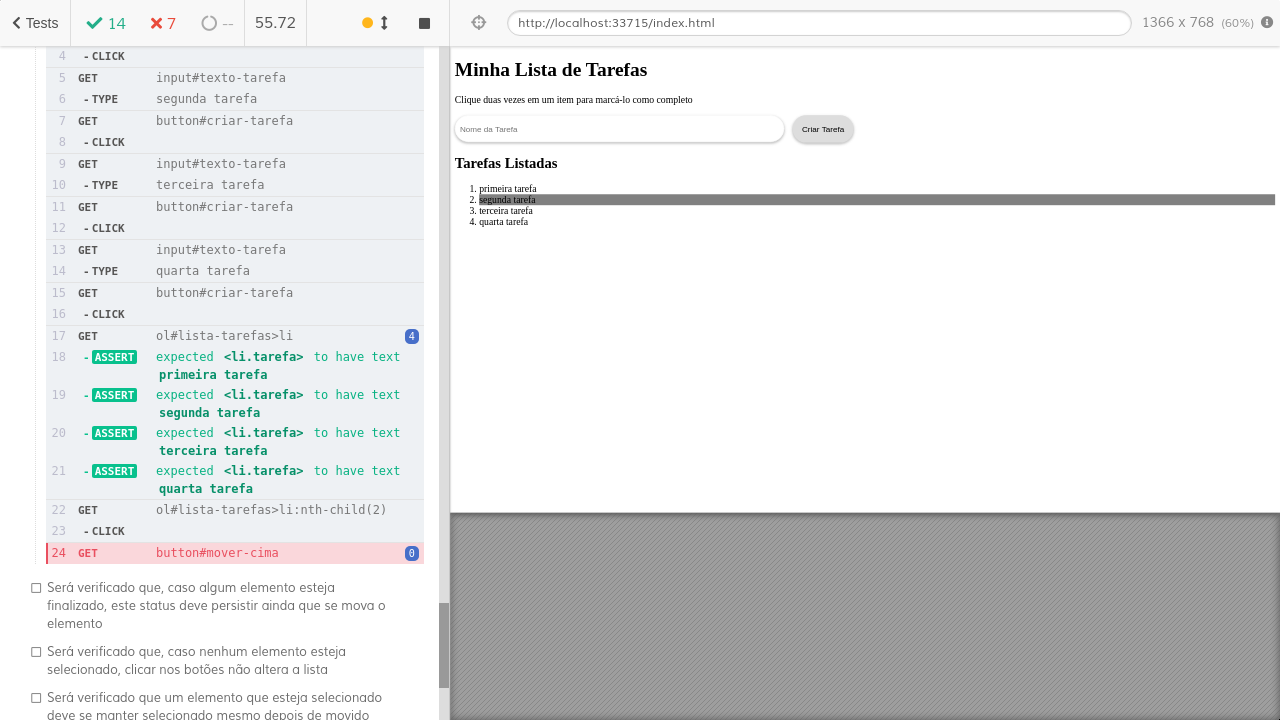 Tests
14
7
--
55.72
http://localhost:33715/index.html
1366 x 768 (60%)
4 - CLICK
5 GET input#texto-tarefa
6 - TYPE segunda tarefa
7 GET button#criar-tarefa
8 - CLICK
9 GET input#texto-tarefa
10 - TYPE terceira tarefa
11 GET button#criar-tarefa
12 - CLICK
13 GET input#texto-tarefa
14 - TYPE quarta tarefa
15 GET button#criar-tarefa
16 - CLICK
17 GET ol#lista-tarefas>li 4
18 - ASSERT expected <li.tarefa> to have text
primeira tarefa
19 - ASSERT expected <li.tarefa> to have text
segunda tarefa
20 - ASSERT expected <li.tarefa> to have text
terceira tarefa
21 - ASSERT expected <li.tarefa> to have text
quarta tarefa
22 GET ol#lista-tarefas>li:nth-child(2)
23 - CLICK
24 GET button#mover-cima 0
Será verificado que, caso algum elemento esteja
finalizado, este status deve persistir ainda que se mova o
elemento
Será verificado que, caso nenhum elemento esteja
selecionado, clicar nos botões não altera a lista
Será verificado que um elemento que esteja selecionado
deve se manter selecionado mesmo depois de movido
Minha Lista de Tarefas
Clique duas vezes em um item para marcá-lo como completo
Nome da Tarefa
Criar Tarefa
Tarefas Listadas
1. primeira tarefa
2. segunda tarefa
3. terceira tarefa
4. quarta tarefa